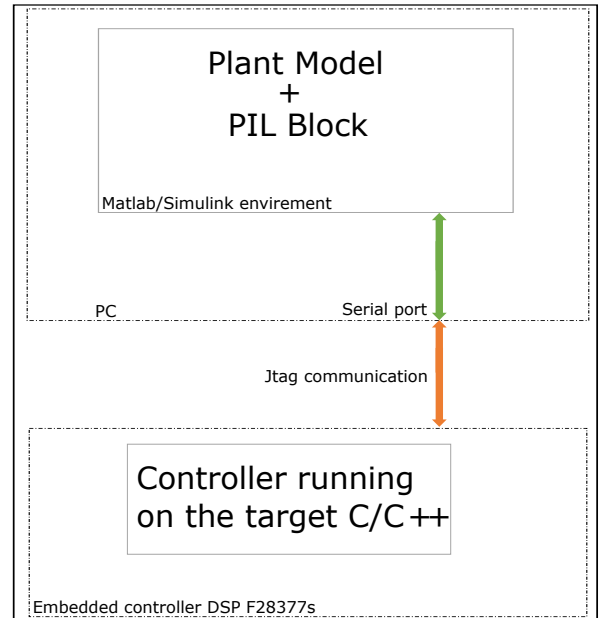 Plant Model
+
PIL Block
Matlab/Simulink envirement
PC
Serial port
Jtag communication
Controller running
on the target C/C++
Embedded controller DSP F28377s